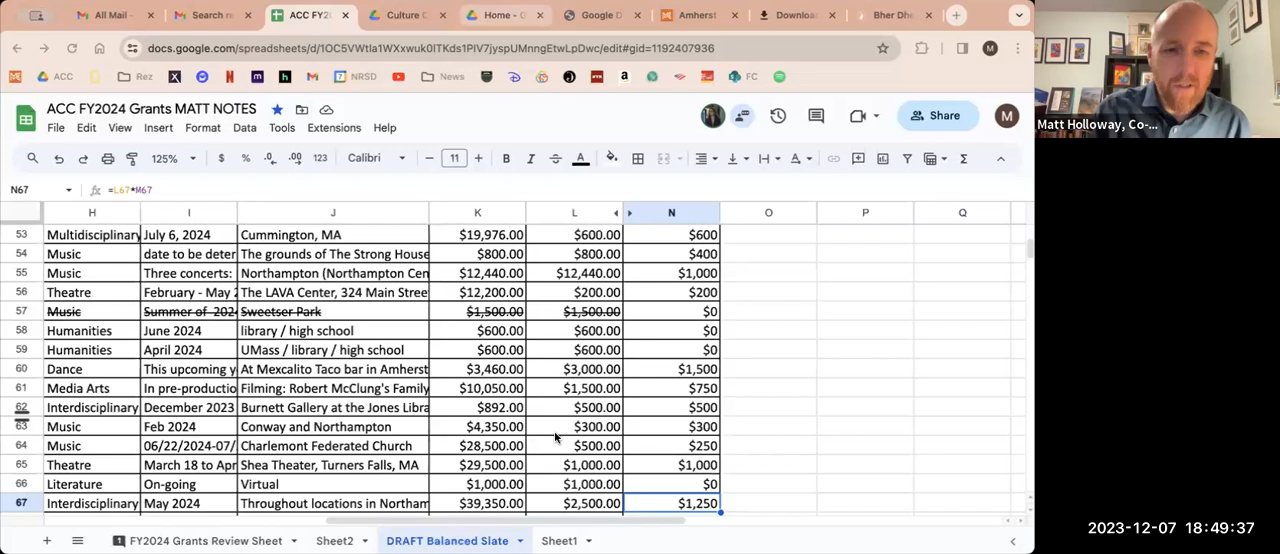 All Mail -
Search re
ACC FY2
Culture C
Home - G
Google D
Amherst
Downloa
Bher Dhe
docs.google.com/spreadsheets/d/1OC5VWtla1WXxwuk0lTKds1PlV7jyspUMnngEtwLpDwc/edit#gid=1192407936
M
ACC
Rez
NRSD
News
FC
ACC FY2024 Grants MATT NOTES
Share
M
File Edit View Insert Format Data Tools Extensions Help
125% $ % .0 .00 123 Calibri 11 B I A
N67 =L67*M67
H I J K L N O P Q
53 Multidisciplinary July 6, 2024 Cummington, MA $19,976.00 $600.00 $600
54 Music date to be deter The grounds of The Strong House $800.00 $800.00 $400
55 Music Three concerts: Northampton (Northampton Cen $12,440.00 $12,440.00 $1,000
56 Theatre February - May 2 The LAVA Center, 324 Main Stree $12,200.00 $200.00 $200
57 Music Summer of 202 Sweetser Park $1,500.00 $1,500.00 $0
58 Humanities June 2024 library / high school $600.00 $600.00 $0
59 Humanities April 2024 UMass / library / high school $600.00 $600.00 $0
60 Dance This upcoming y At Mexcalito Taco bar in Amherst $3,460.00 $3,000.00 $1,500
61 Media Arts In pre-productio Filming: Robert McClung's Family $10,050.00 $1,500.00 $750
62 Interdisciplinary December 2023 Burnett Gallery at the Jones Libra $892.00 $500.00 $500
63 Music Feb 2024 Conway and Northampton $4,350.00 $300.00 $300
64 Music 06/22/2024-07/ Charlemont Federated Church $28,500.00 $500.00 $250
65 Theatre March 18 to Apr Shea Theater, Turners Falls, MA $29,500.00 $1,000.00 $1,000
66 Literature On-going Virtual $1,000.00 $1,000.00 $0
67 Interdisciplinary May 2024 Throughout locations in Northam $39,350.00 $2,500.00 $1,250
1 FY2024 Grants Review Sheet Sheet2 DRAFT Balanced Slate Sheet1
Matt Holloway, Co-...
2023-12-07 18:49:37